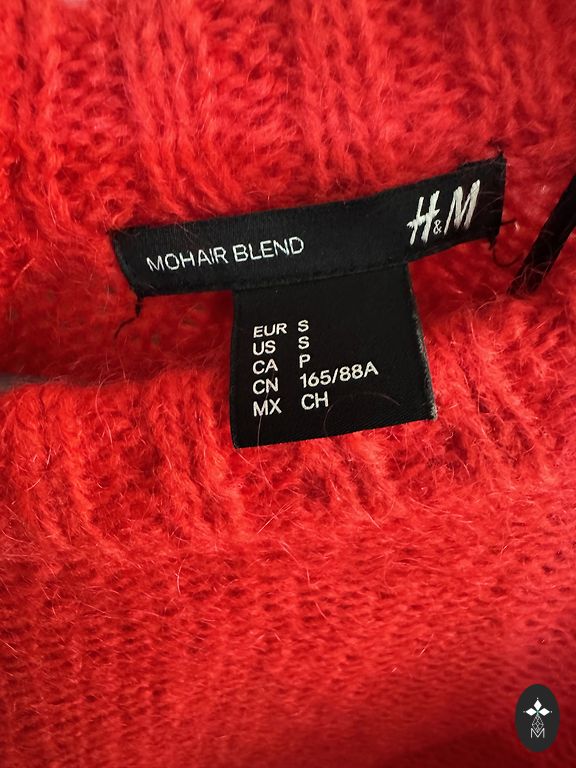 MOHAIR BLEND
H&M
EUR S
US S
CA P
CN 165/88A
MX CH
M